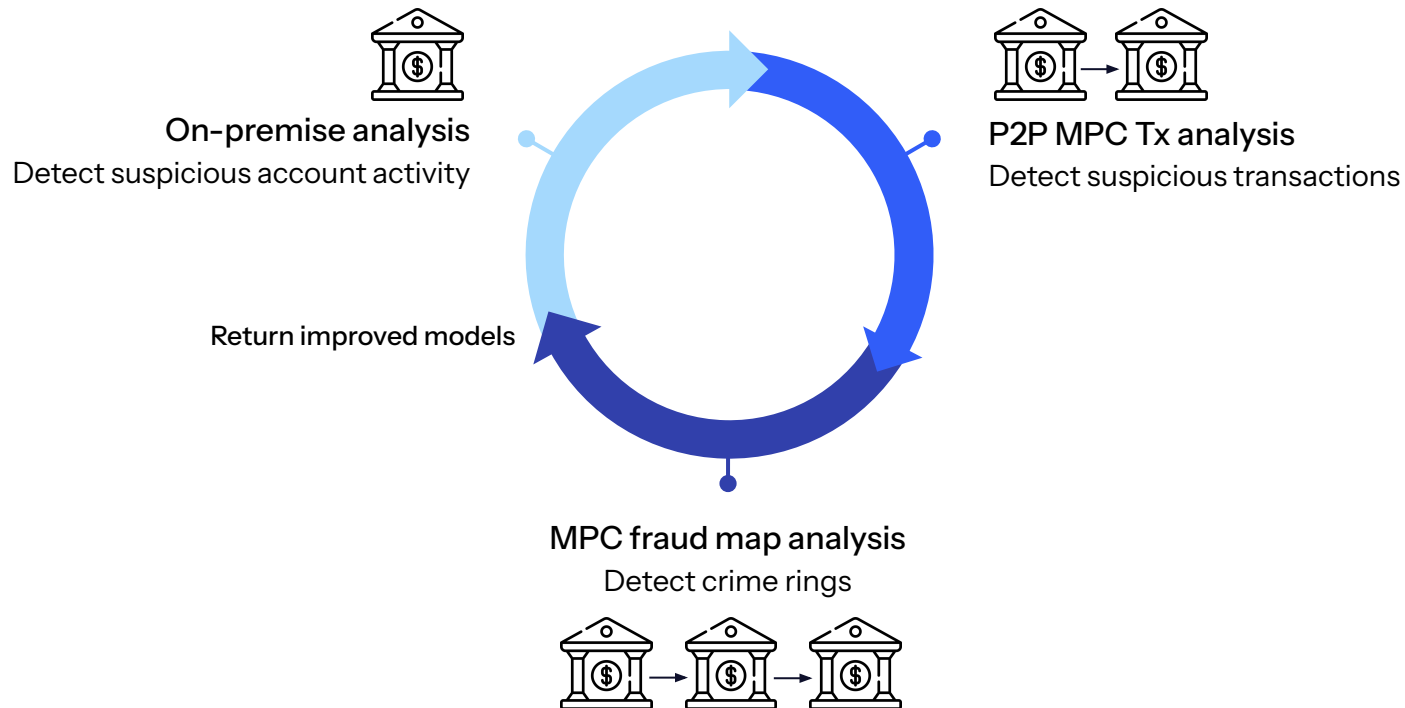 On-premise analysis
Detect suspicious account activity
P2P MPC Tx analysis
Detect suspicious transactions
Return improved models
MPC fraud map analysis
Detect crime rings
$
$
$
$
$
$